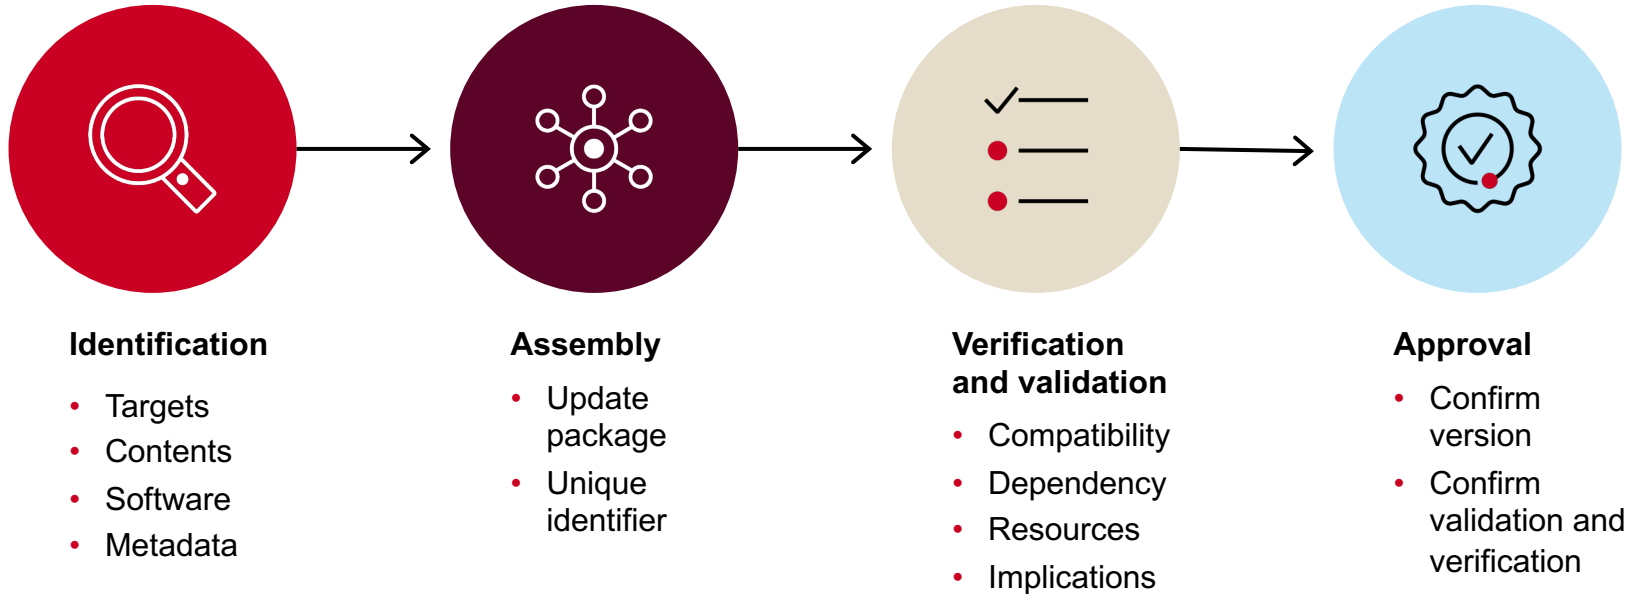 Identification
• Targets
• Contents
• Software
• Metadata
Assembly
• Update
package
• Unique
identifier
Verification
and validation
• Compatibility
• Dependency
• Resources
• Implications
Approval
• Confirm
version
• Confirm
validation and
verification